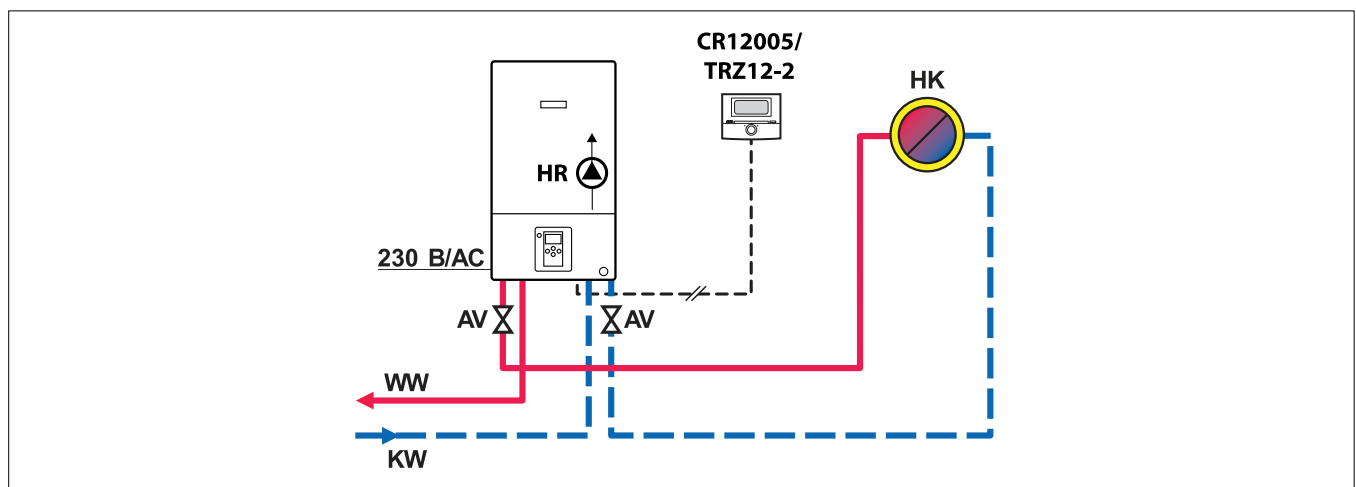 CR12005/
TRZ12-2
HK
HR
230 B/AC
AV
AV
WW
KW